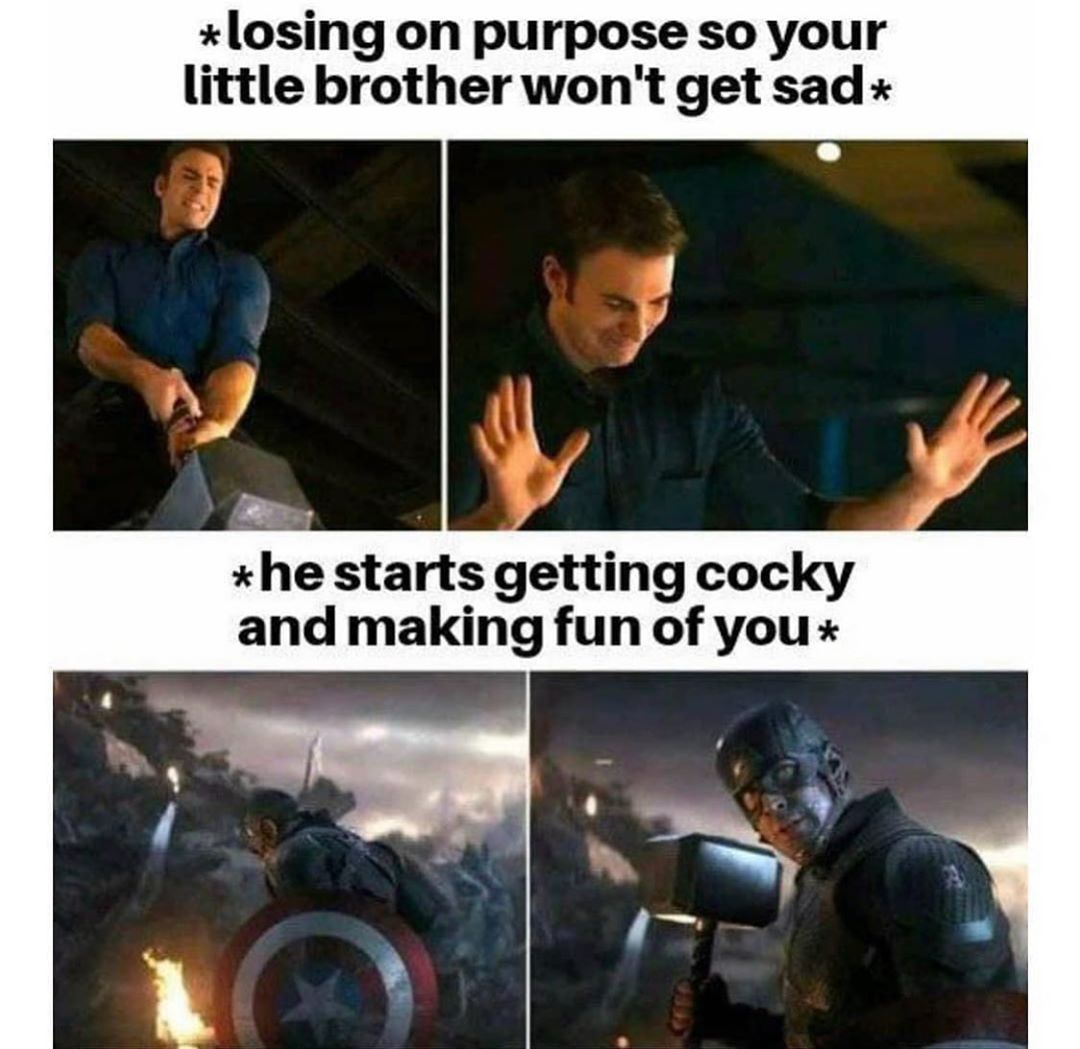 *losing on purpose so your
little brother won't get sad*
*he starts getting cocky
and making fun of you*